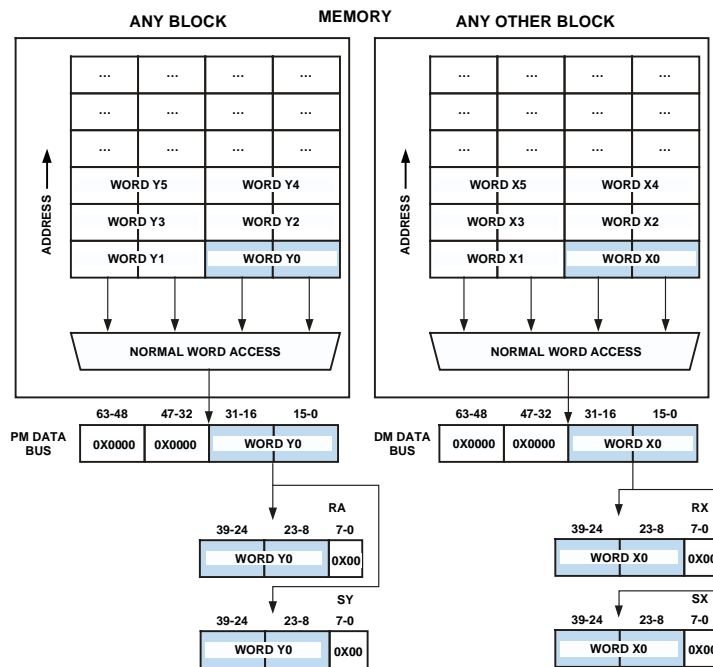 MEMORY
ANY BLOCK
ANY OTHER BLOCK
ADDRESS
... ... ... ...
... ... ... ...
... ... ... ...
WORD Y5 WORD Y4
WORD Y3 WORD Y2
WORD Y1 WORD Y0
NORMAL WORD ACCESS
ADDRESS
... ... ... ...
... ... ... ...
... ... ... ...
WORD X5 WORD X4
WORD X3 WORD X2
WORD X1 WORD X0
NORMAL WORD ACCESS
63-48 47-32 31-16 15-0
PM DATA
BUS
0X0000 0X0000 WORD Y0
63-48 47-32 31-16 15-0
DM DATA
BUS
0X0000 0X0000 WORD X0
RA
39-24 23-8 7-0
WORD Y0 0X00
SY
39-24 23-8 7-0
WORD Y0 0X00
RX
39-24 23-8 7-0
WORD X0 0X00
SX
39-24 23-8 7-0
WORD X0 0X00